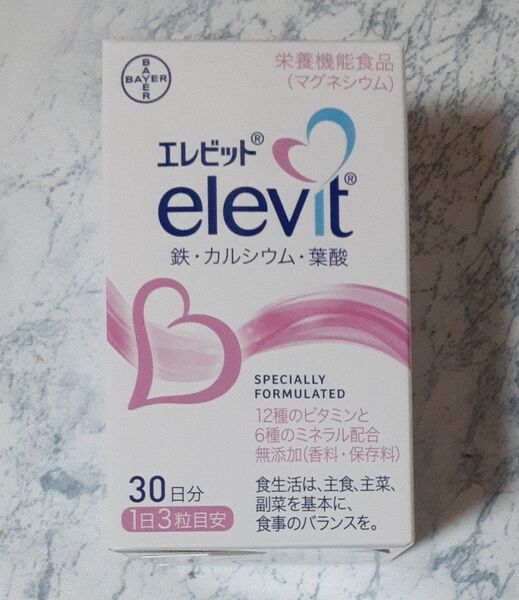 BAYER
BAYER
栄養機能食品
(マグネシウム)
エレビット®
elevit®
鉄・カルシウム・葉酸
SPECIALLY
FORMULATED
12種のビタミンと
6種のミネラル配合
無添加(香料・保存料)
30日分
1日3粒目安
食生活は、主食、主菜、
副菜を基本に、
食事のバランスを。